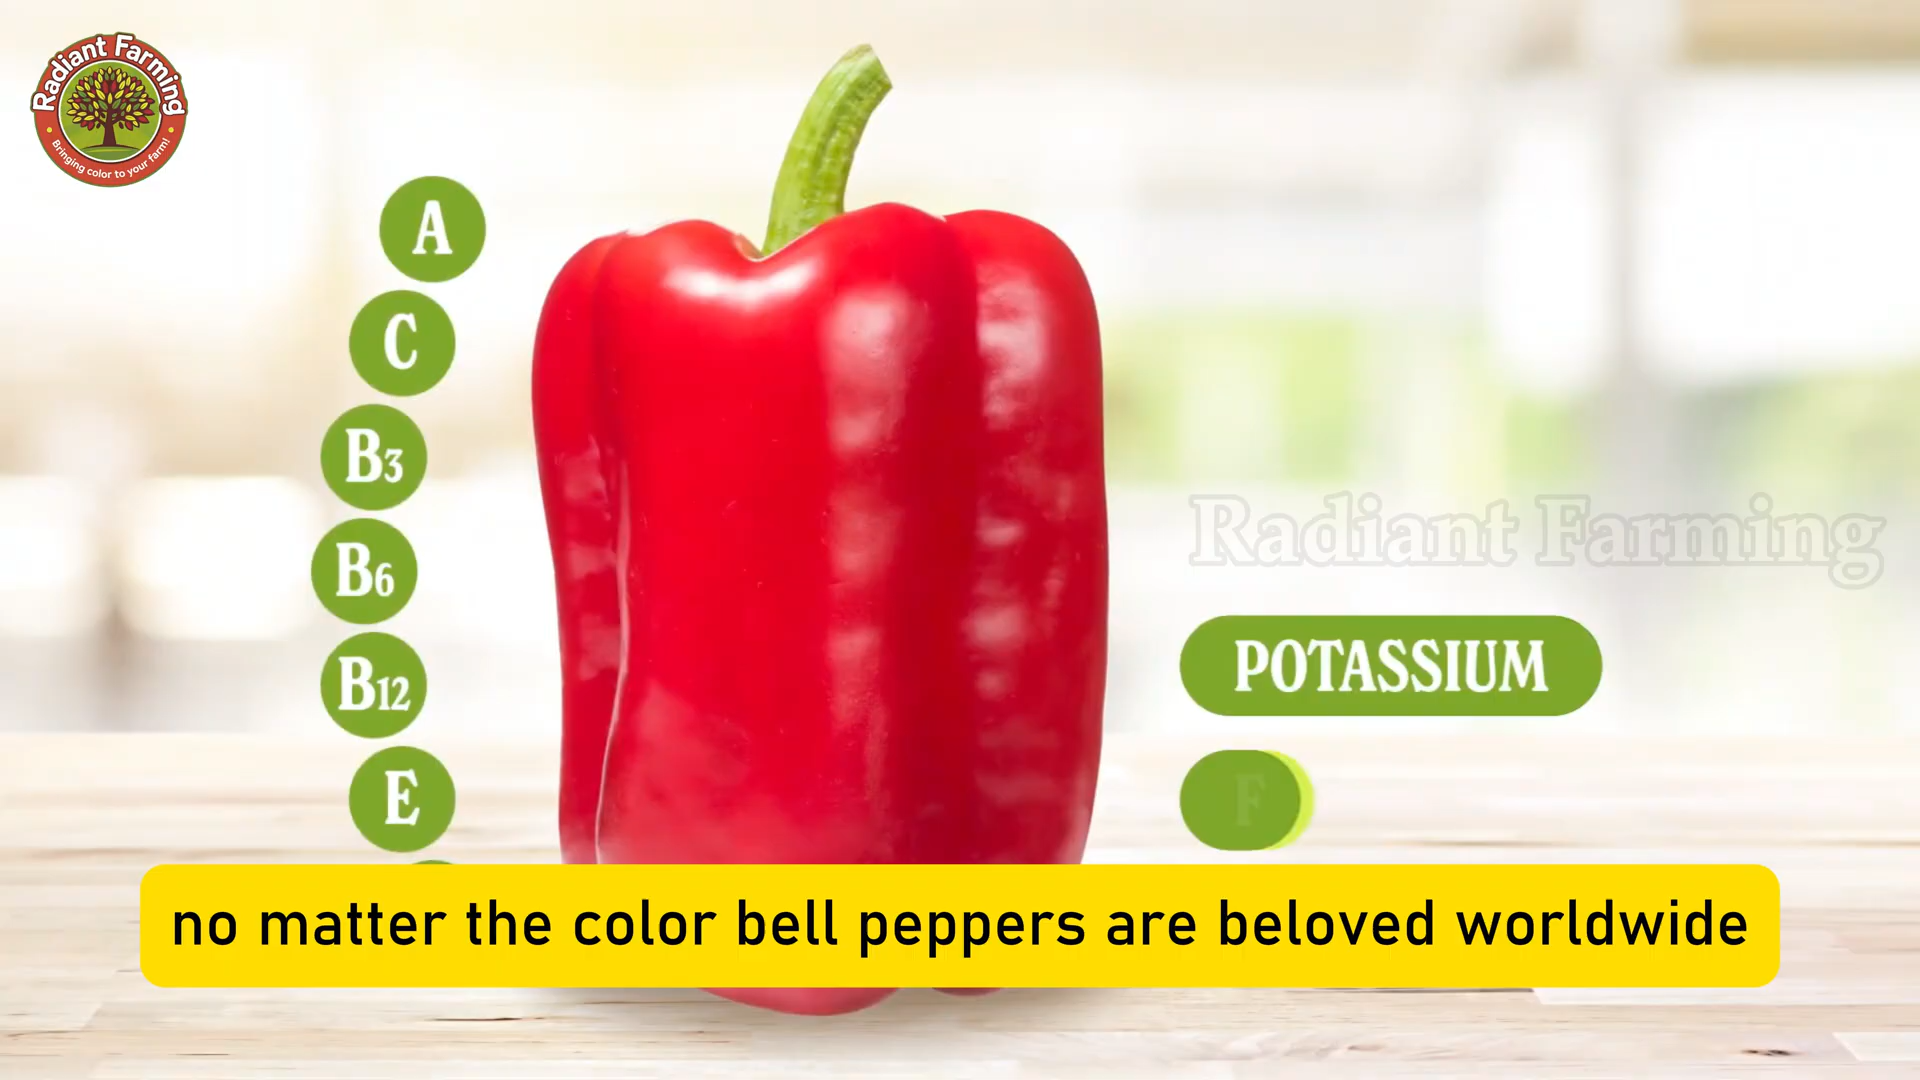 Radiant Farming
Bringing color to your farm!
A
C
B3
B6
B12
E
Radiant Farming
POTASSIUM
F
no matter the color bell peppers are beloved worldwide